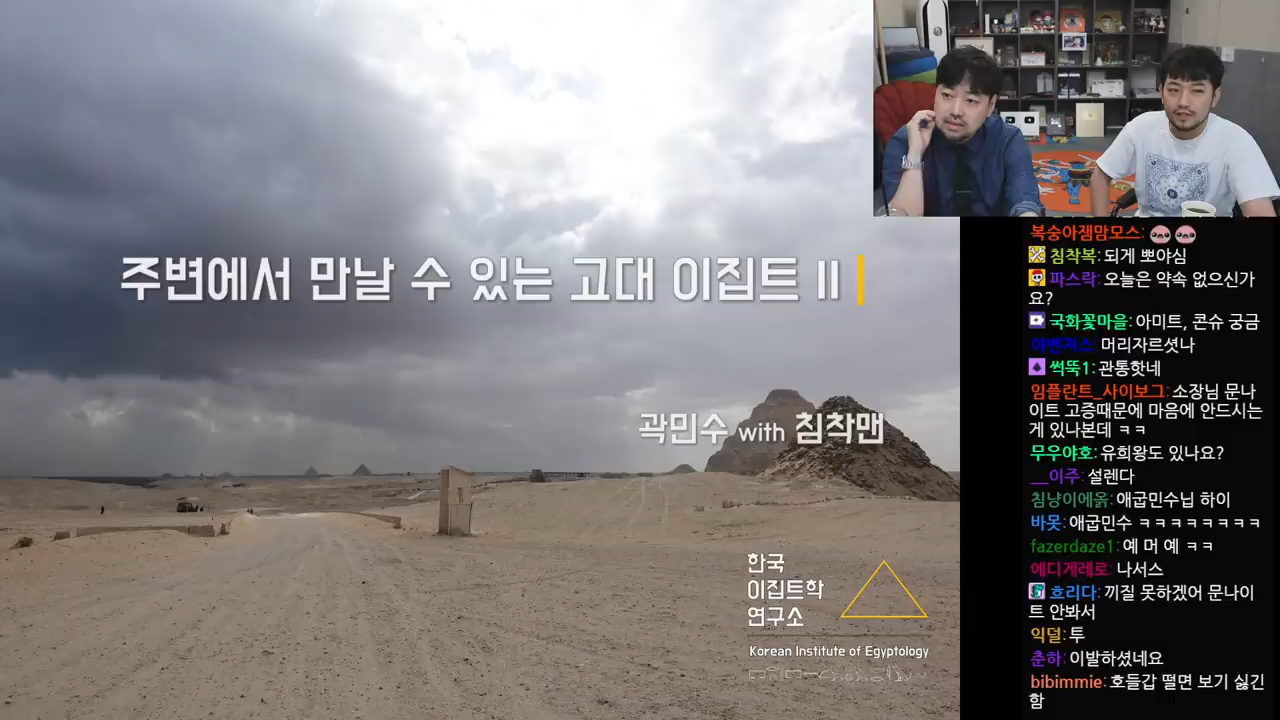 주변에서 만날 수 있는 고대 이집트 II
곽민수 with 침착맨
한국
이집트학
연구소
Korean Institute of Egyptology
복숭아잼맘모스:
침착복: 되게 뽀야심
파스락: 오늘은 약속 없으신가
요?
국화꽃마을: 아미트, 콘슈 궁금
어벤저스: 머리자르셧나
썩뚝1: 관통핫네
임플란트_사이보그: 소장님 문나
이트 고증때문에 마음에 안드시는
게 있나본데 ㅋㅋ
무우야호: 유희왕도 있나요?
__이주: 설렌다
침냥이에옭: 애굽민수닙 하이
바못: 애굽민수 ㅋㅋㅋㅋㅋㅋㅋㅋ
fazerdaze1: 예 머 예 ㅋㅋ
에디게레로: 나서스
흐리다: 끼질 못하겠어 문나이
트 안봐서
익덜: 투
춘하: 이발하셨네요
bibimmie: 호들갑 떨면 보기 싫긴
함